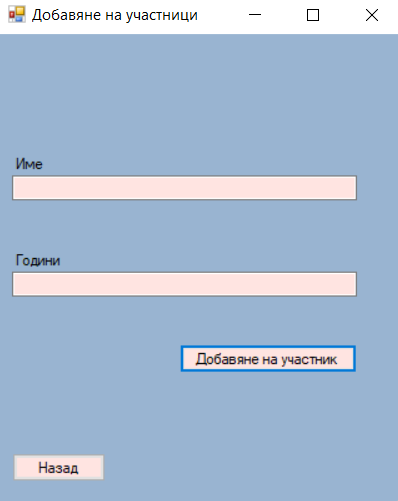 Добавяне на участници
Име
Години
Добавяне на участник
Назад